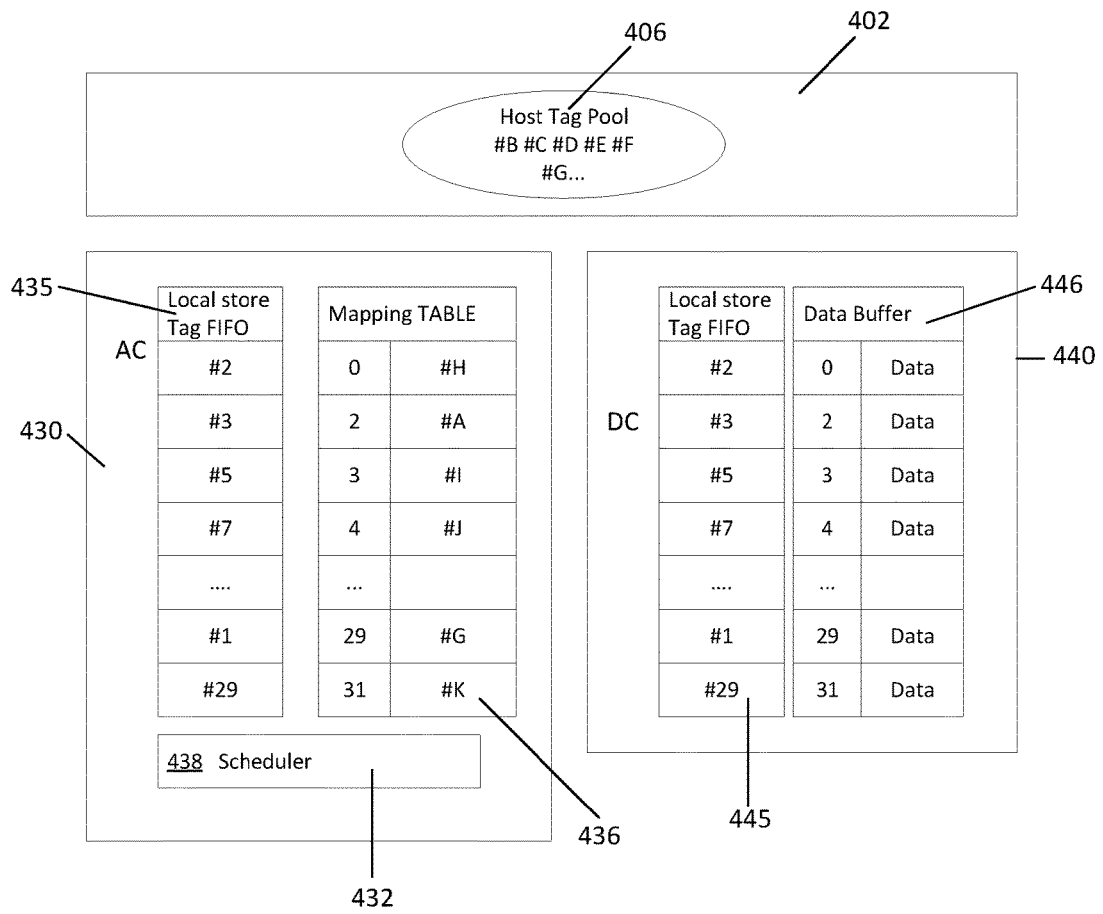 402
406
Host Tag Pool
#B #C #D #E #F
#G...
435
Local store
Tag FIFO
Mapping TABLE
Local store
Tag FIFO
Data Buffer
446
AC
440
#2 0 #H #2 0 Data
#3 2 #A #3 2 Data
DC
430
#5 3 #I #5 3 Data
#7 4 #J #7 4 Data
.... ... .... ...
#1 29 #G #1 29 Data
#29 31 #K #29 31 Data
438 Scheduler
436
445
432